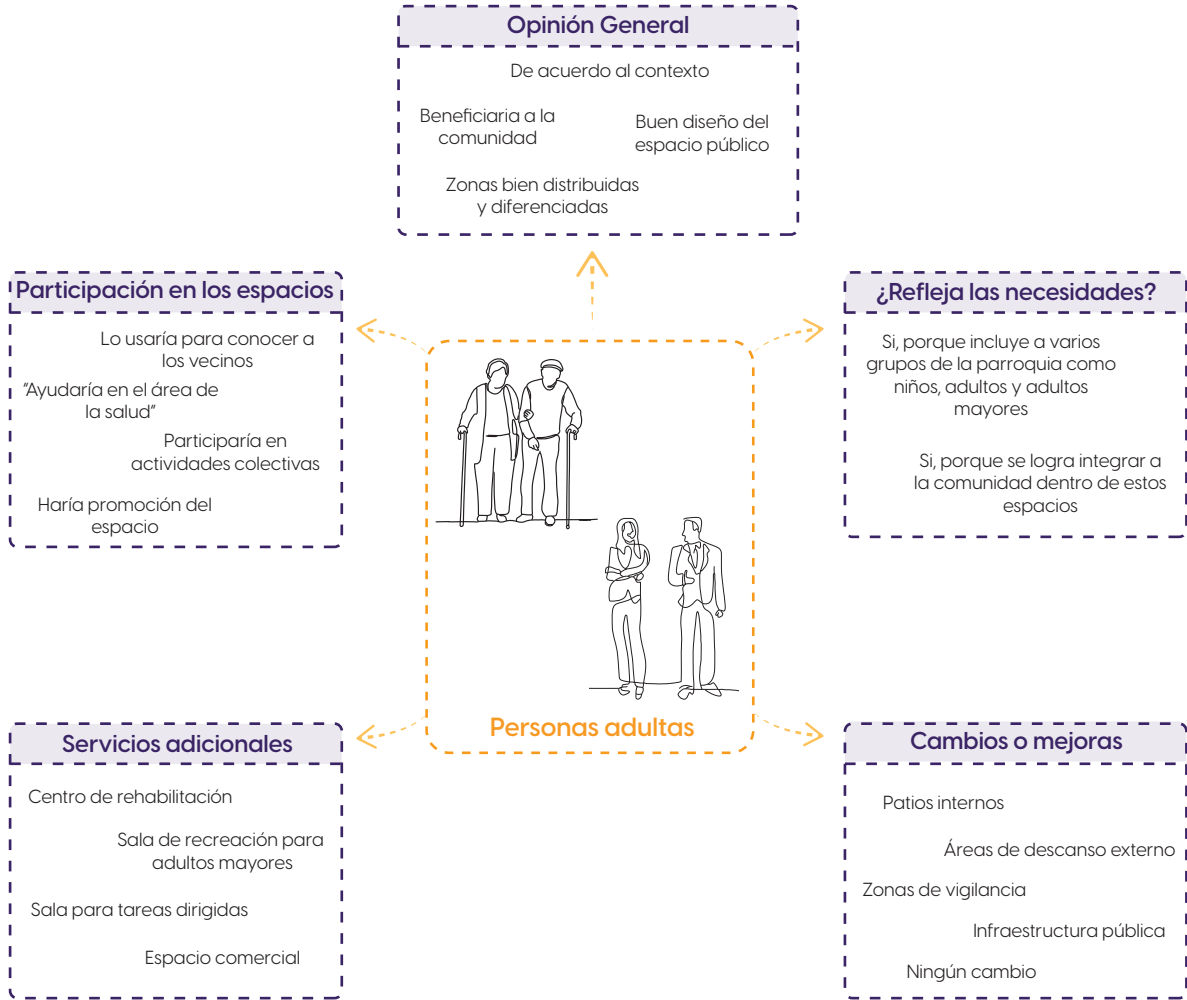 Opinión General
De acuerdo al contexto
Beneficiaria a la
comunidad
Buen diseño del
espacio público
Zonas bien distribuidas
y diferenciadas
Participación en los espacios
Lo usaría para conocer a
los vecinos
"Ayudaría en el área de
la salud"
Participaría en
actividades colectivas
Haría promoción del
espacio
¿Refleja las necesidades?
Si, porque incluye a varios
grupos de la parroquia como
niños, adultos y adultos
mayores
Si, porque se logra integrar a
la comunidad dentro de estos
espacios
Personas adultas
Servicios adicionales
Centro de rehabilitación
Sala de recreación para
adultos mayores
Sala para tareas dirigidas
Espacio comercial
Cambios o mejoras
Patios internos
Áreas de descanso externo
Zonas de vigilancia
Infraestructura pública
Ningún cambio